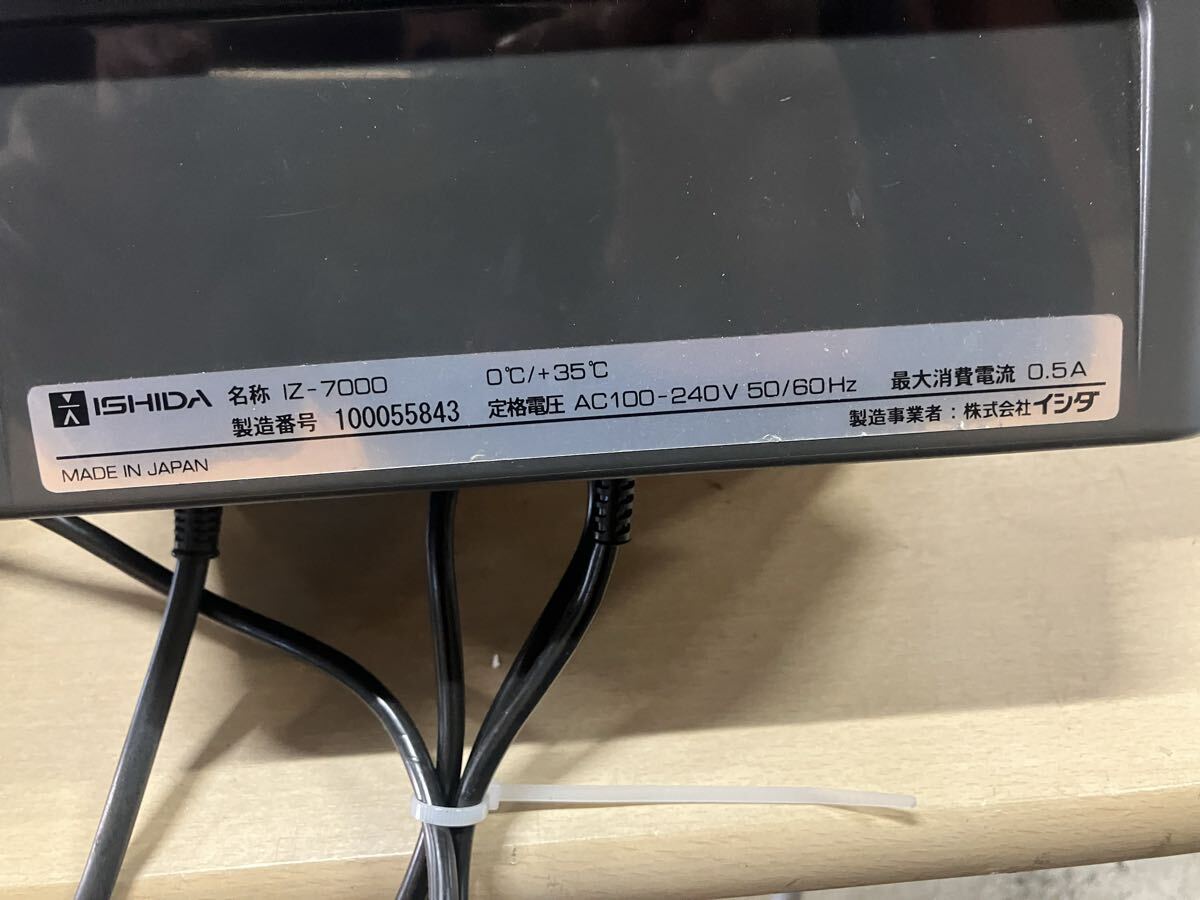 ISHIDA 名称 IZ-7000 0℃/+35℃
製造番号 100055843 定格電圧 AC100-240V 50/60Hz 最大消費電流 0.5A
MADE IN JAPAN 製造事業者:株式会社イシダ